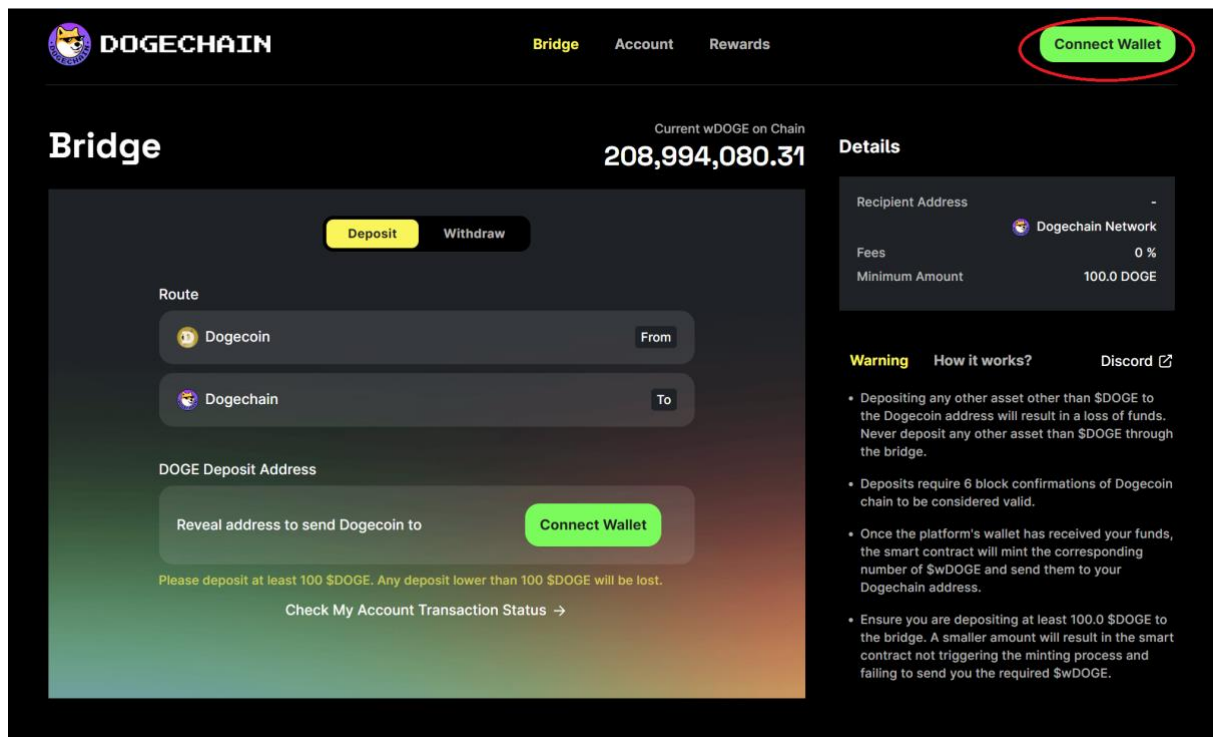 DOGECHAIN
Bridge Account Rewards
Connect Wallet
Bridge
Current wDOGE on Chain
208,994,080.31
Deposit Withdraw
Route
Dogecoin From
Dogechain To
DOGE Deposit Address
Reveal address to send Dogecoin to Connect Wallet
Please deposit at least 100 $DOGE. Any deposit lower than 100 $DOGE will be lost.
Check My Account Transaction Status →
Details
Recipient Address -
Dogechain Network
Fees 0 %
Minimum Amount 100.0 DOGE
Warning How it works? Discord
• Depositing any other asset other than $DOGE to
the Dogecoin address will result in a loss of funds.
Never deposit any other asset than $DOGE through
the bridge.
• Deposits require 6 block confirmations of Dogecoin
chain to be considered valid.
• Once the platform's wallet has received your funds,
the smart contract will mint the corresponding
number of $wDOGE and send them to your
Dogechain address.
• Ensure you are depositing at least 100.0 $DOGE to
the bridge. A smaller amount will result in the smart
contract not triggering the minting process and
failing to send you the required $wDOGE.